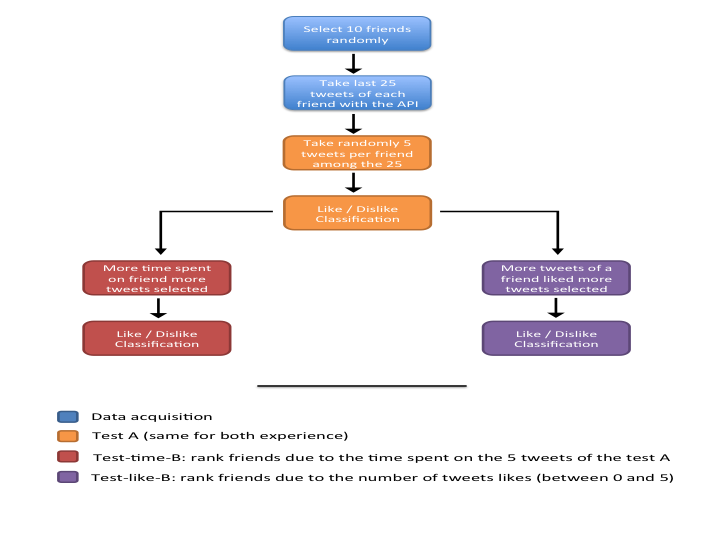 Select 10 friends
randomly
Take last 25
tweets of each
friend with the API
Take randomly 5
tweets per friend
among the 25
Like / Dislike
Classification
More time spent
on friend more
tweets selected
More tweets of a
friend liked more
tweets selected
Like / Dislike
Classification
Like / Dislike
Classification
Data acquisition
Test A (same for both experience)
Test-time-B: rank friends due to the time spent on the 5 tweets of the test A
Test-like-B: rank friends due to the number of tweets likes (between 0 and 5)